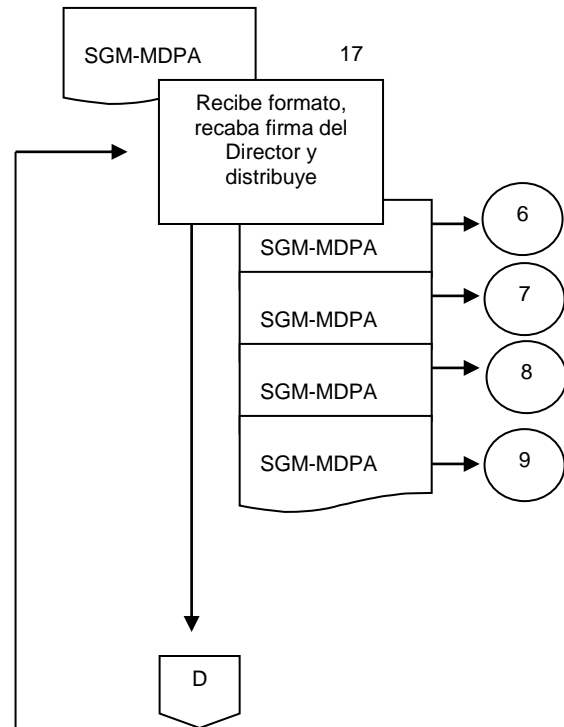 SGM-MDPA
17
Recibe formato,
recaba firma del
Director y
distribuye
SGM-MDPA
6
SGM-MDPA
7
SGM-MDPA
8
SGM-MDPA
9
D